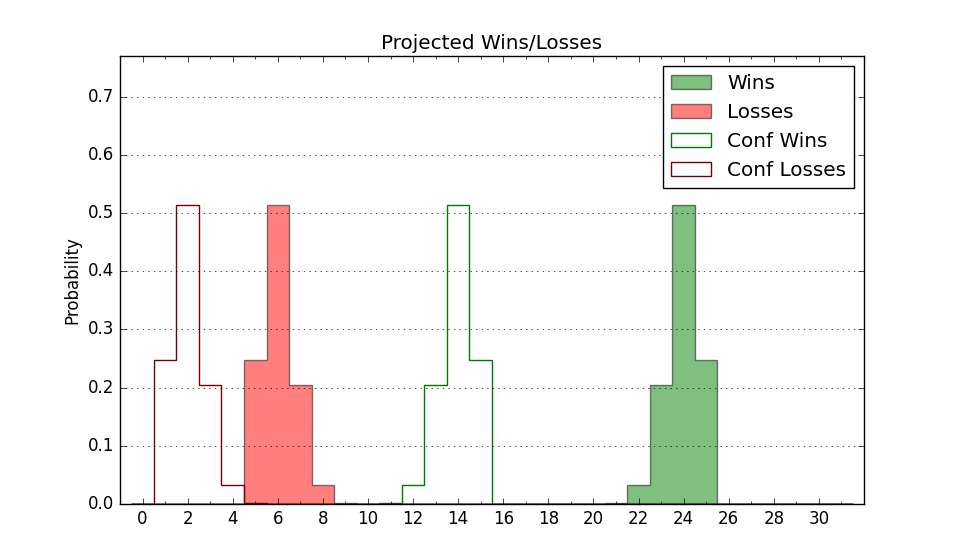 Projected Wins/Losses
Wins
Losses
Conf Wins
Conf Losses
Probability
0.7
0.6
0.5
0.4
0.3
0.2
0.1
0.0
0 2 4 6 8 10 12 14 16 18 20 22 24 26 28 30